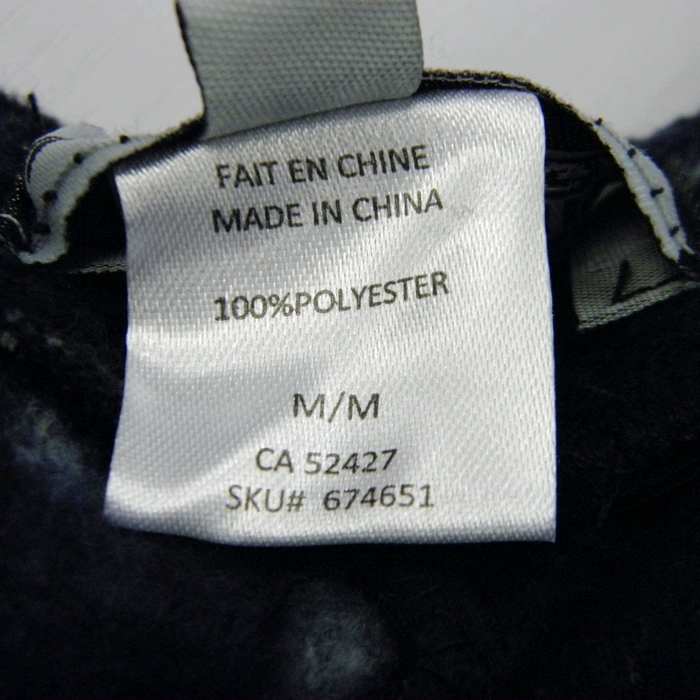 FAIT EN CHINE
MADE IN CHINA
100%POLYESTER
M/M
CA 52427
SKU# 674651